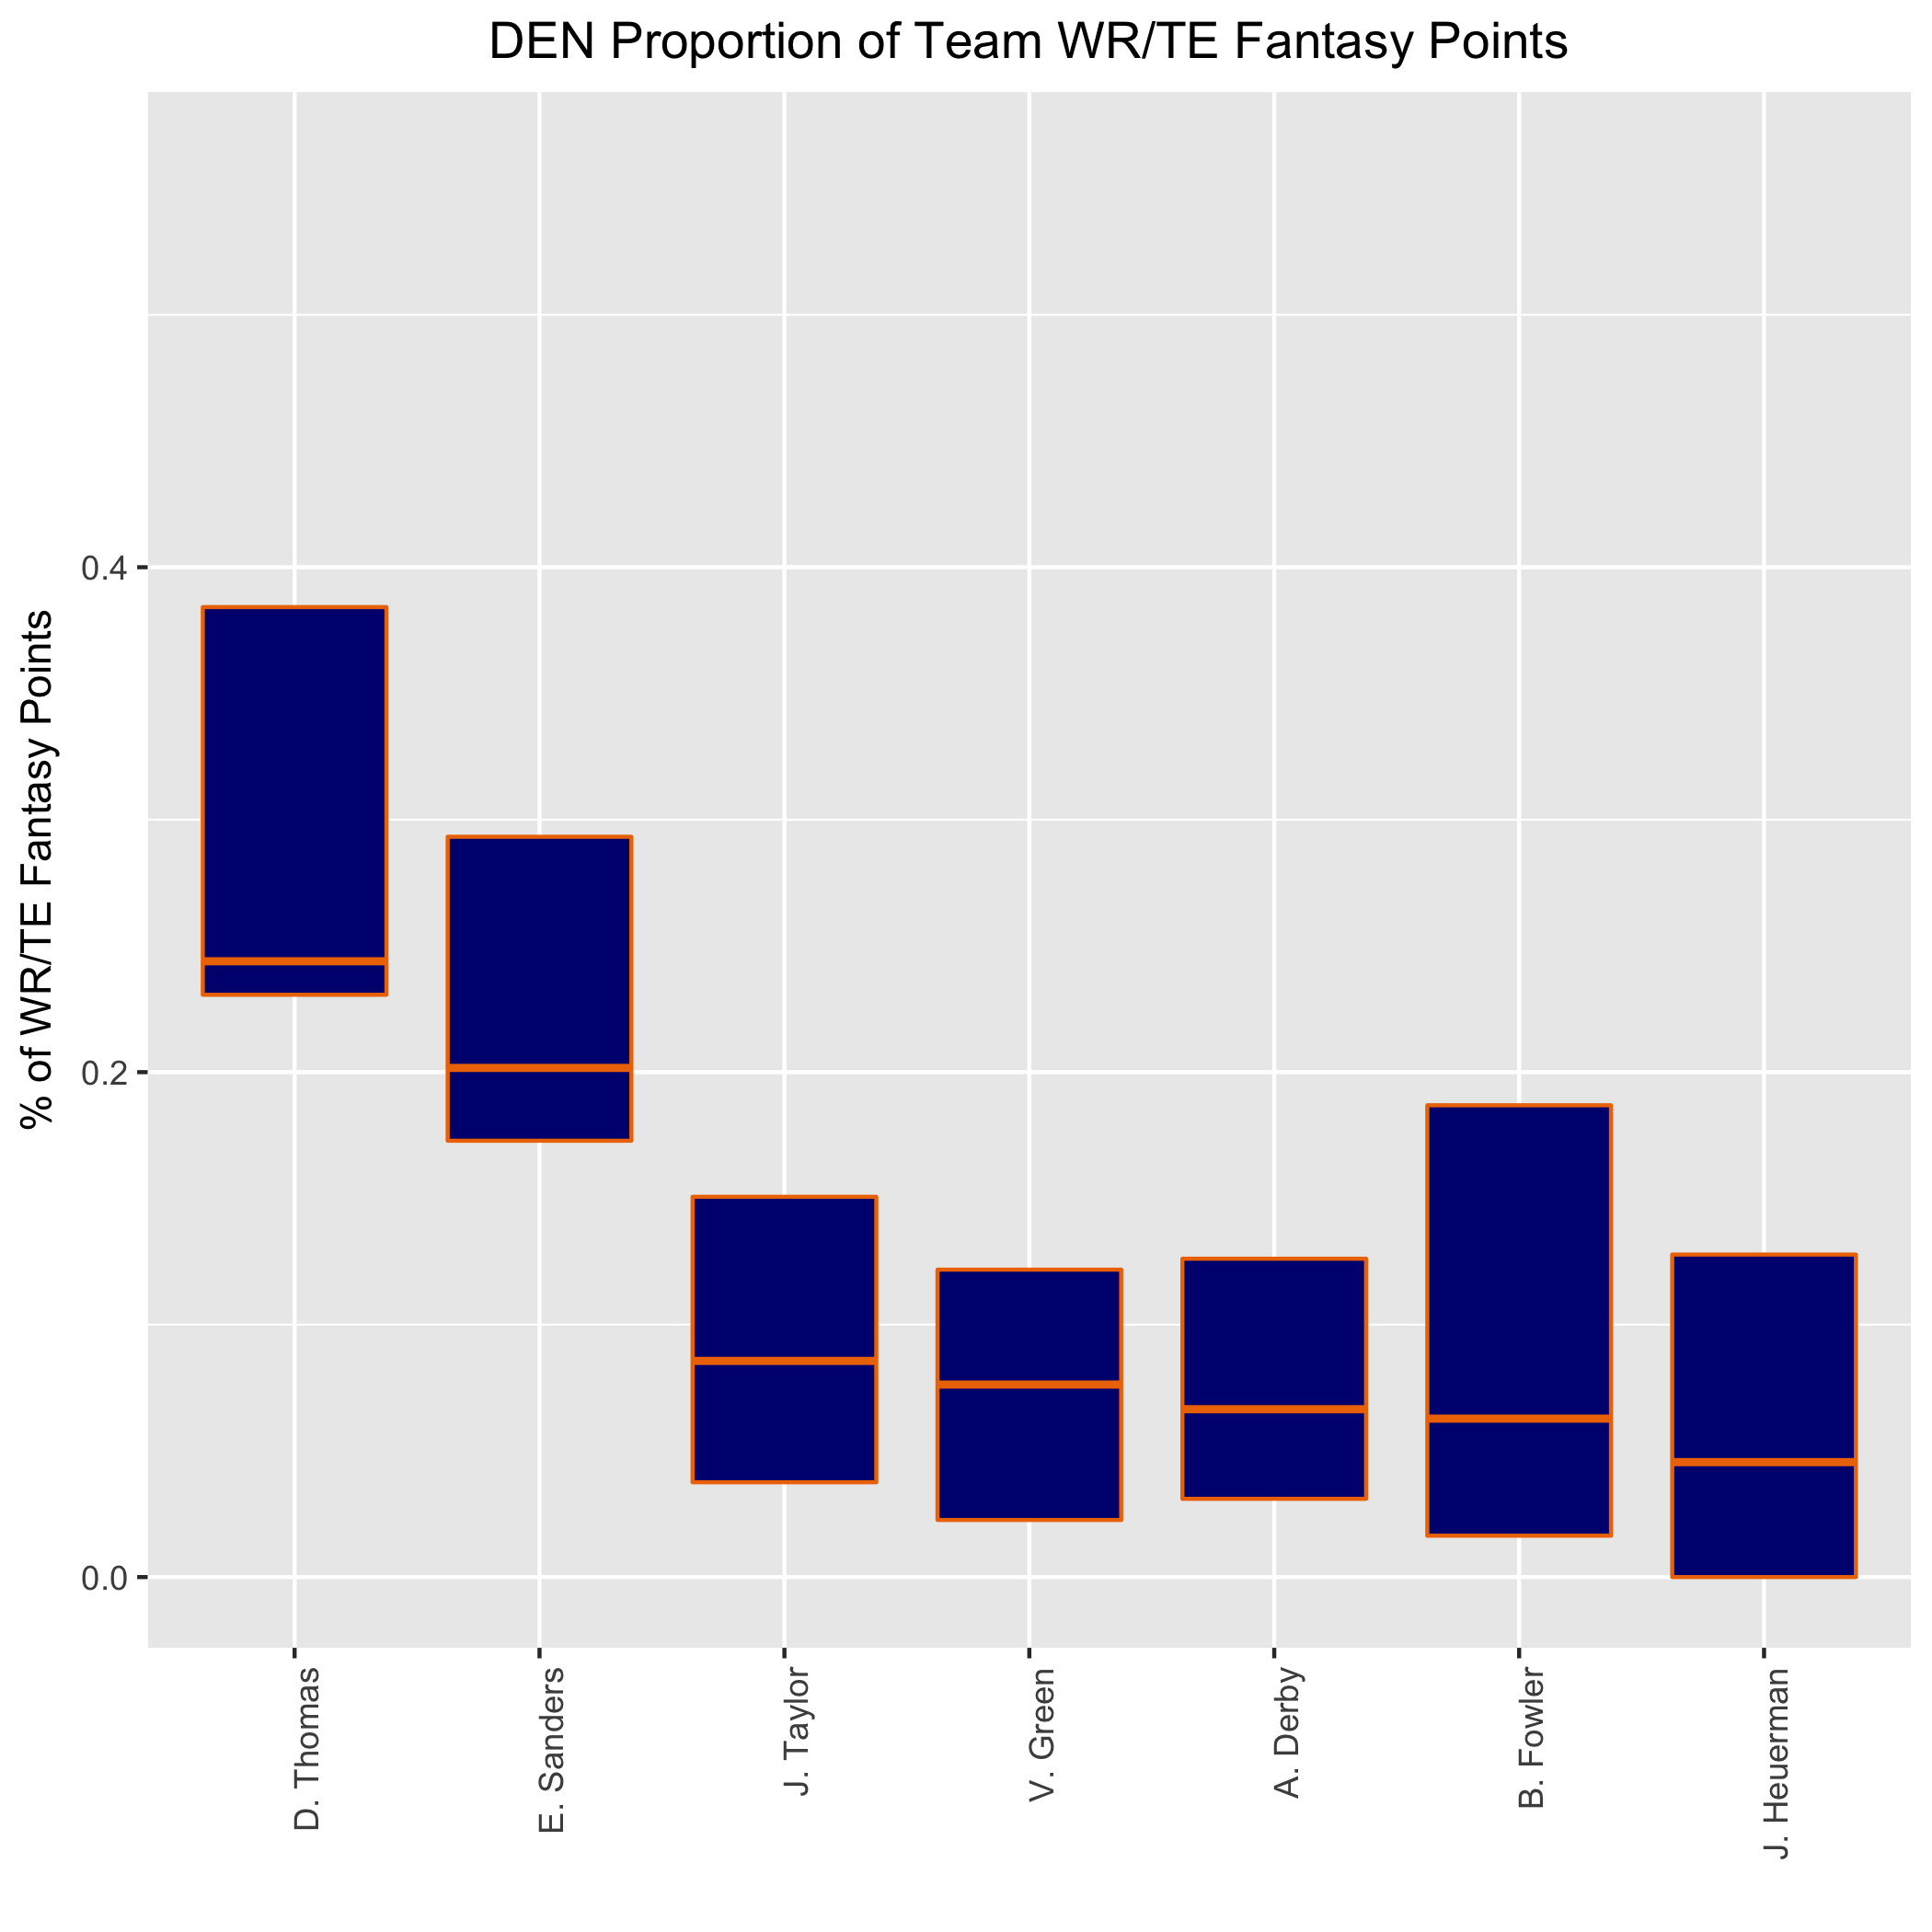 DEN Proportion of Team WR/TE Fantasy Points
% of WR/TE Fantasy Points
0.4
0.2
0.0
D. Thomas
E. Sanders
J. Taylor
V. Green
A. Derby
B. Fowler
J. Heuerman